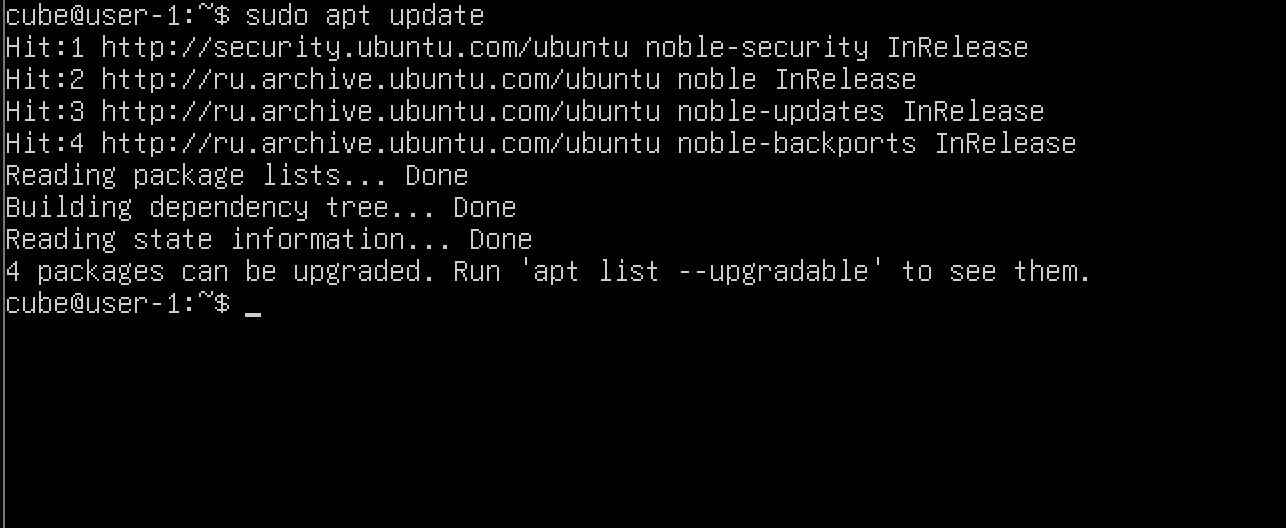 cube@user-1:~$ sudo apt update
Hit:1 http://security.ubuntu.com/ubuntu noble-security InRelease
Hit:2 http://ru.archive.ubuntu.com/ubuntu noble InRelease
Hit:3 http://ru.archive.ubuntu.com/ubuntu noble-updates InRelease
Hit:4 http://ru.archive.ubuntu.com/ubuntu noble-backports InRelease
Reading package lists... Done
Building dependency tree... Done
Reading state information... Done
4 packages can be upgraded. Run 'apt list --upgradable' to see them.
cube@user-1:~$ _